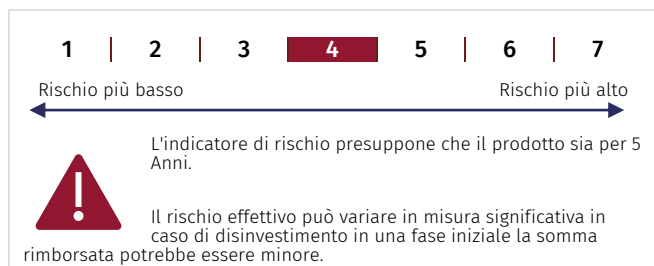 1 | 2 | 3 | 4 | 5 | 6 | 7
Rischio più basso Rischio più alto
L'indicatore di rischio presuppone che il prodotto sia per 5
Anni.
Il rischio effettivo può variare in misura significativa in
caso di disinvestimento in una fase iniziale la somma
rimborsata potrebbe essere minore.